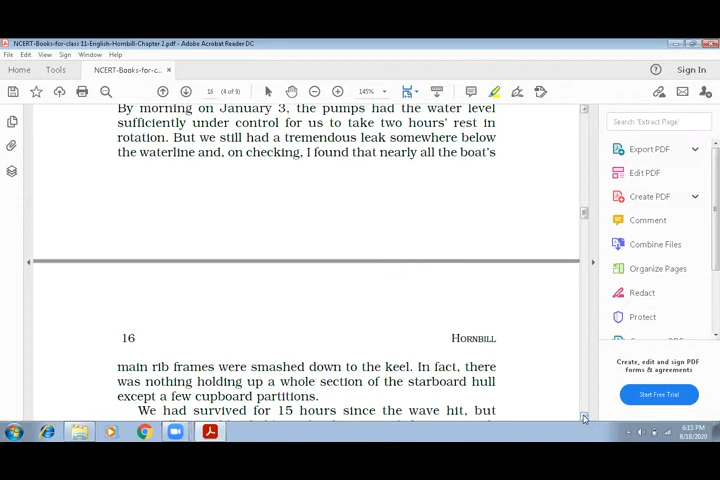 NCERT-Books-for-class 11-English-Hornbill-Chapter 2.pdf - Adobe Acrobat Reader DC
File Edit View Sign Window Help
Home Tools NCERT-Books-for-c... × Sign In
16 (4 of 9) 145%
By morning on January 3, the pumps had the water level
sufficiently under control for us to take two hours' rest in
rotation. But we still had a tremendous leak somewhere below
the waterline and, on checking, I found that nearly all the boat's
16 HORNBILL
main rib frames were smashed down to the keel. In fact, there
was nothing holding up a whole section of the starboard hull
except a few cupboard partitions.
We had survived for 15 hours since the wave hit, but
Search 'Extract Page'
Export PDF
Edit PDF
Create PDF
Comment
Combine Files
Organize Pages
Redact
Protect
Create, edit and sign PDF
forms & agreements
Start Free Trial
6:15 PM
8/16/2020